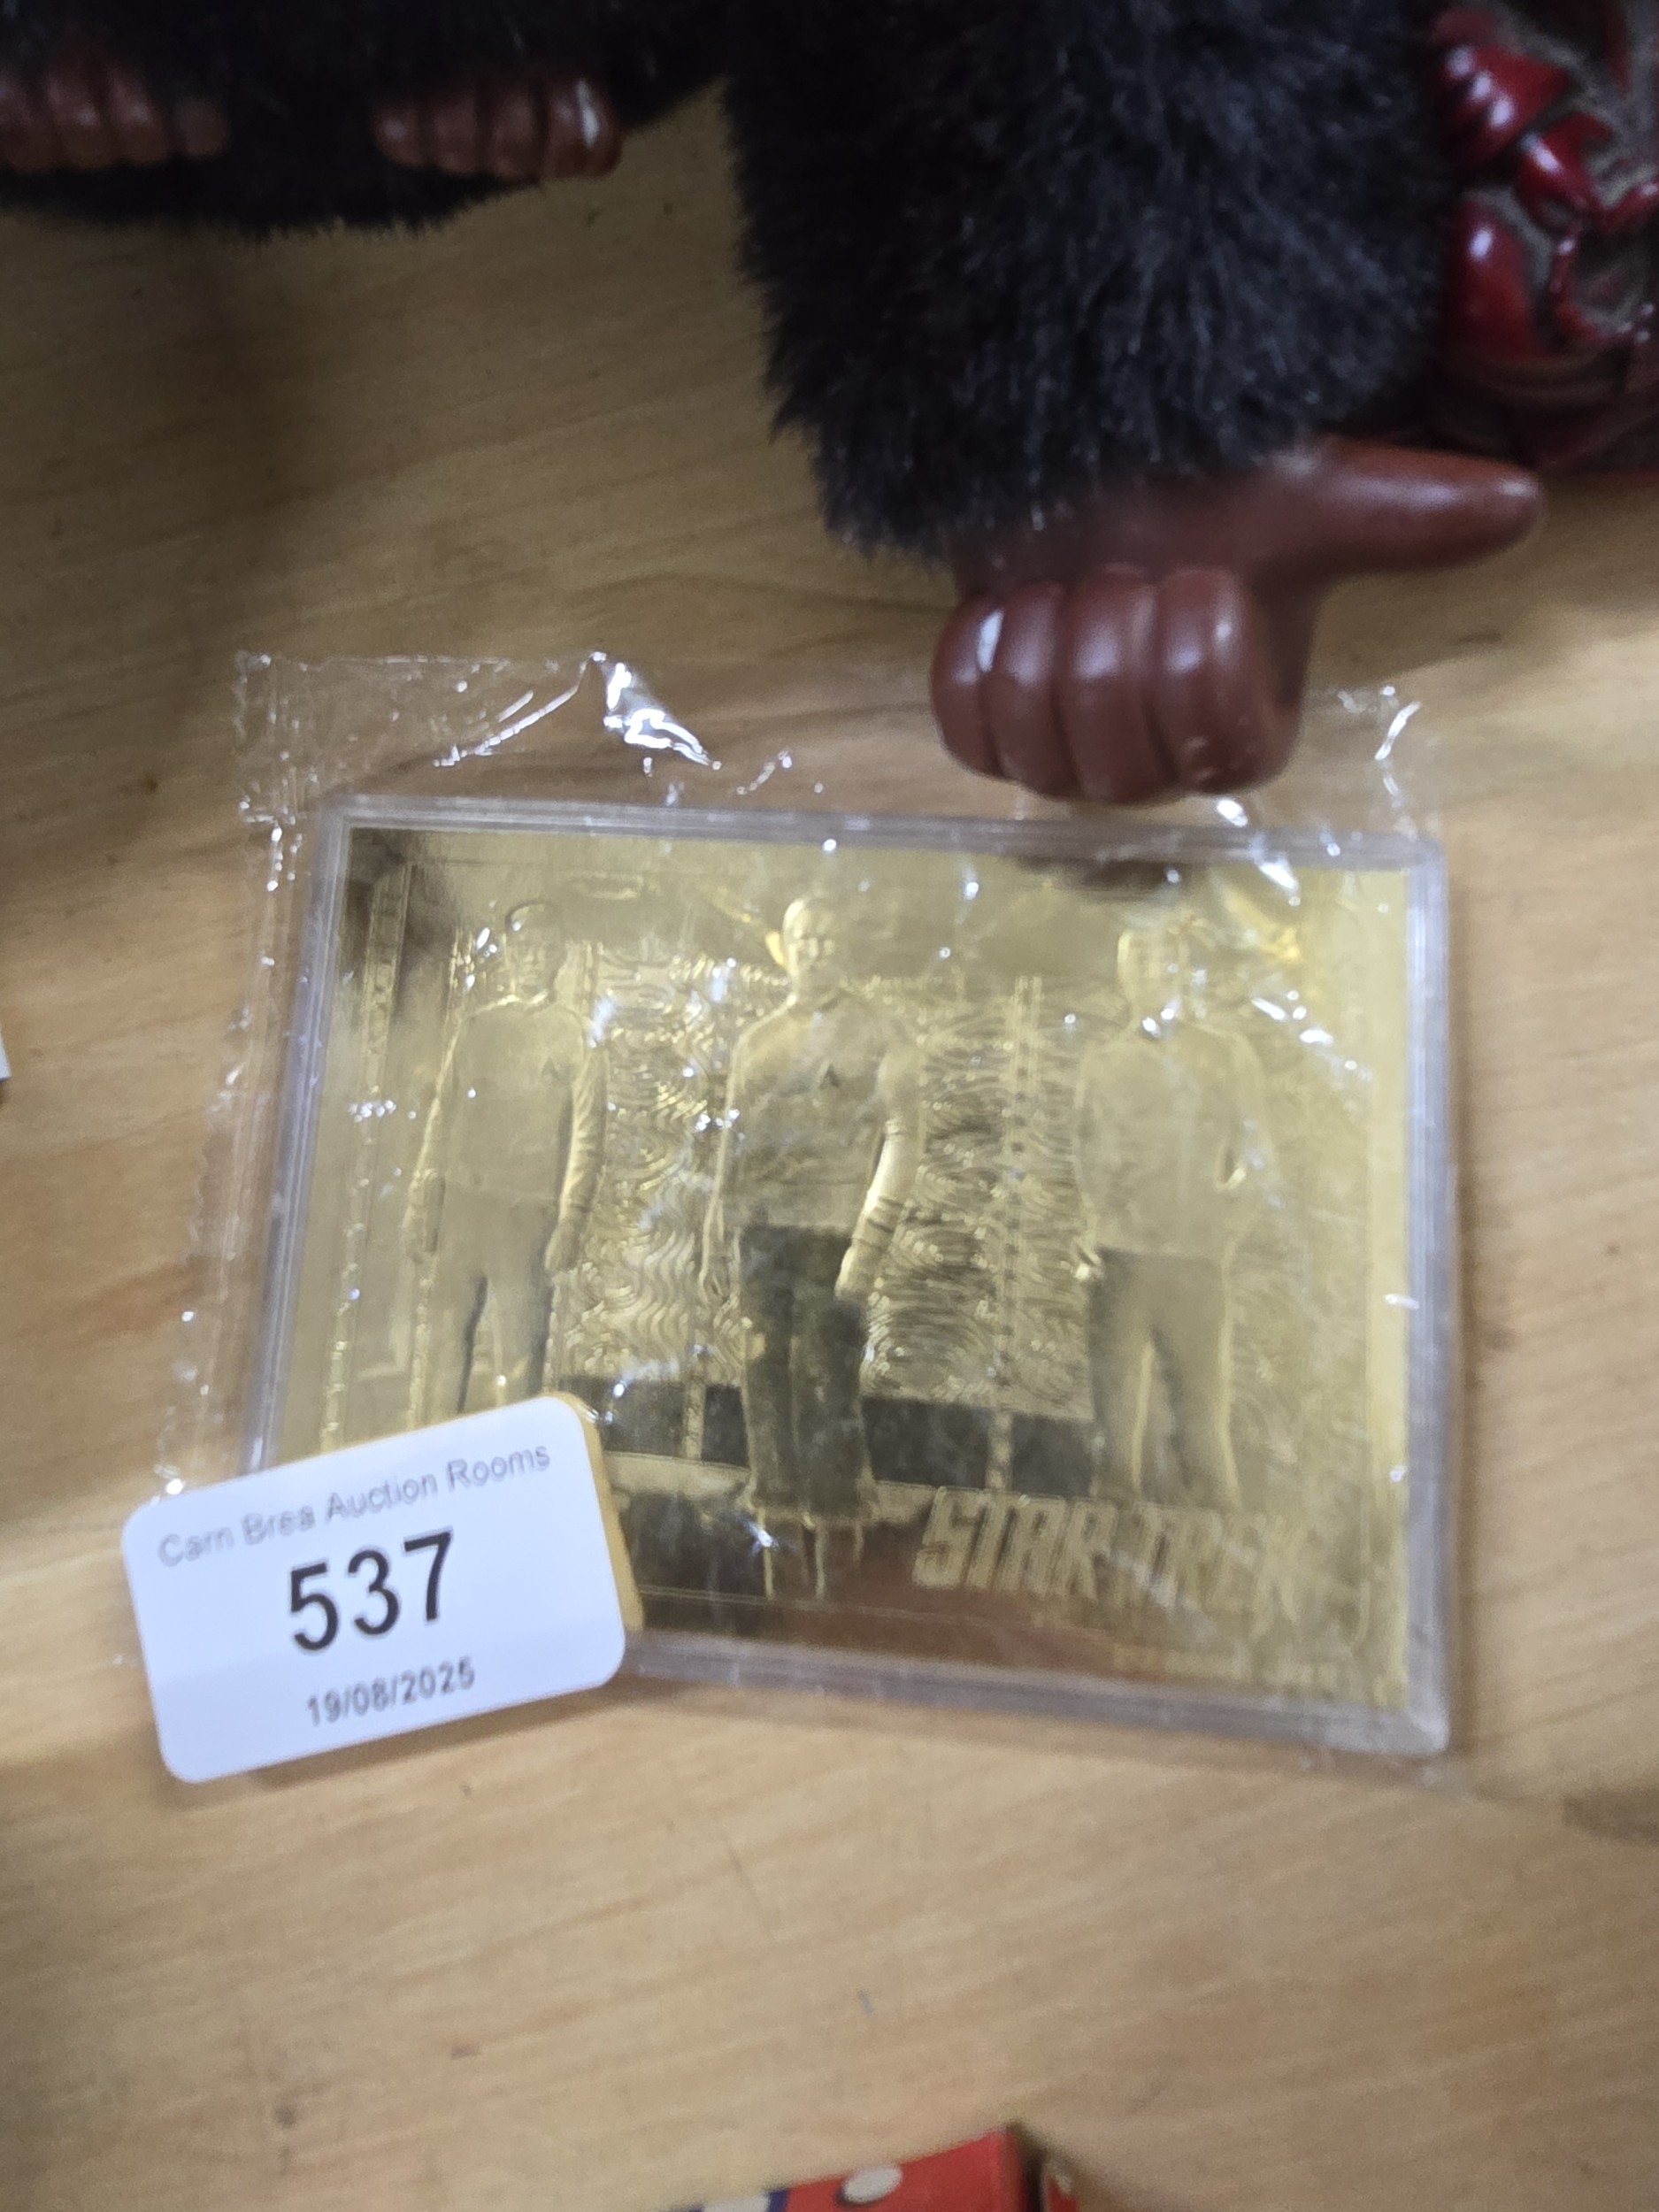 STAR TREK
Carn Brea Auction Rooms
537
19/08/2025